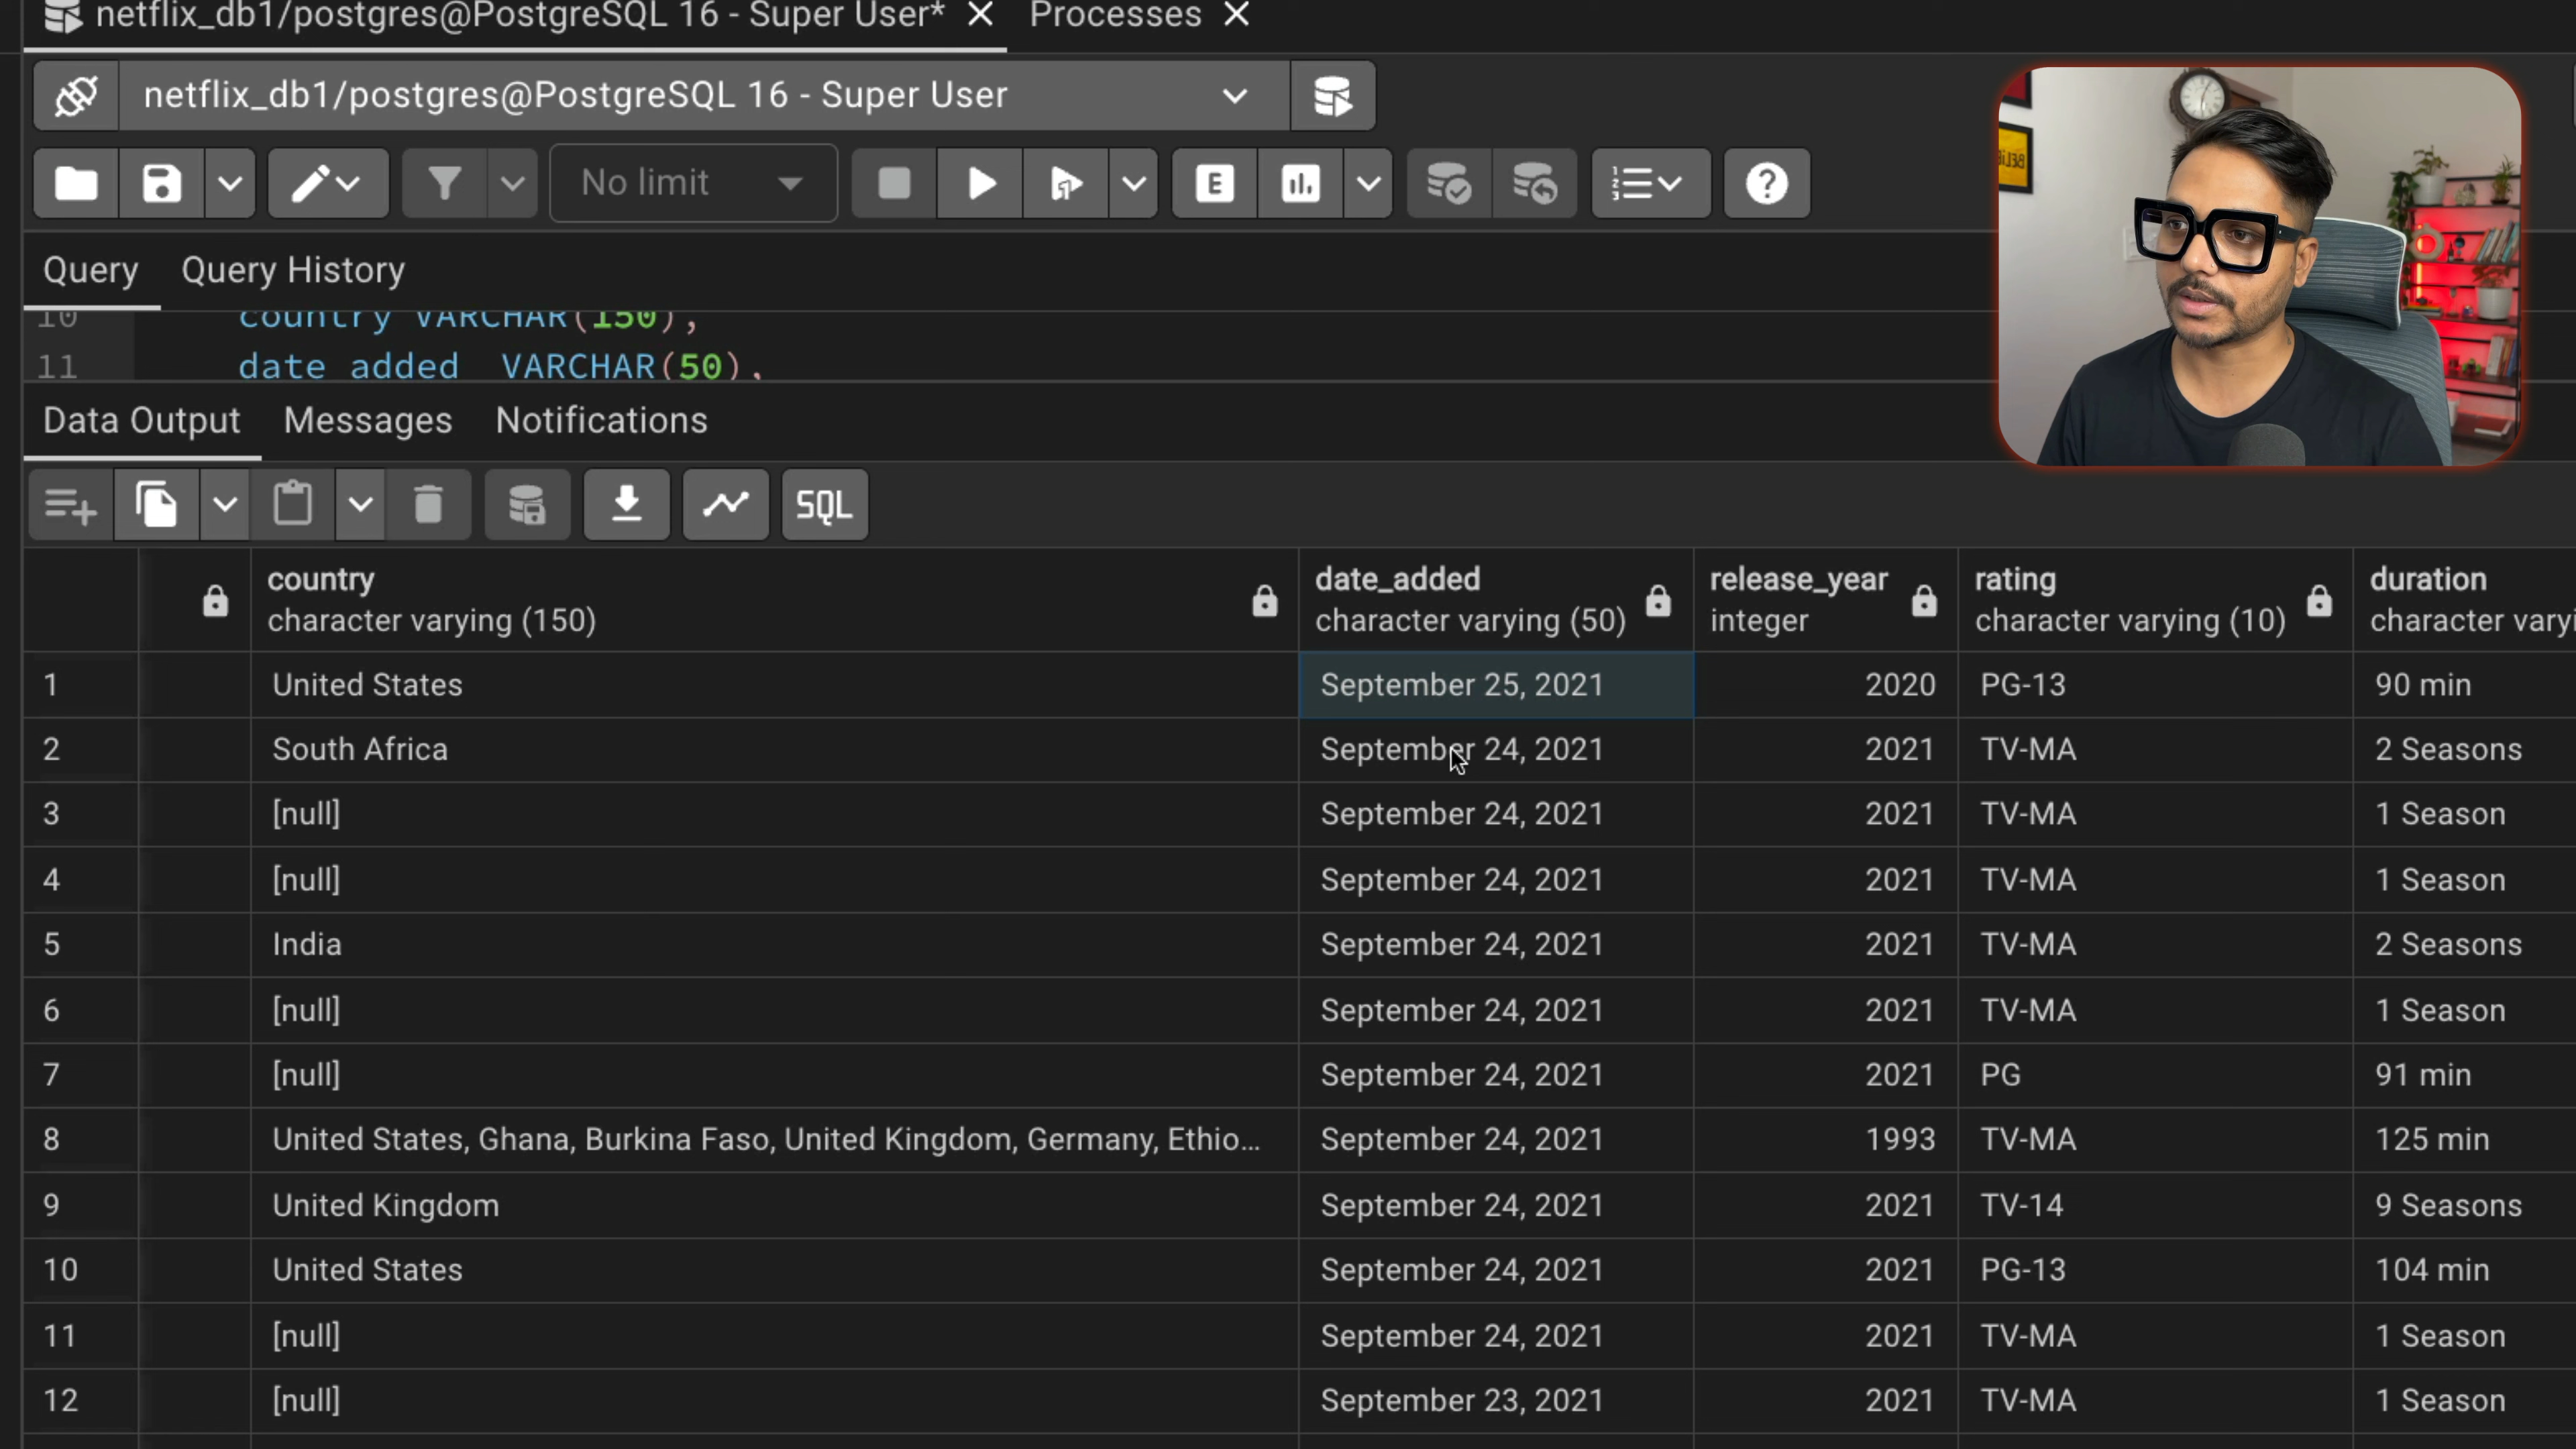 netflix_db1/postgres@PostgreSQL 16 - Super User* Processes
netflix_db1/postgres@PostgreSQL 16 - Super User
No limit
E
Query Query History
10 country VARCHAR(150),
11 date_added VARCHAR(50),
Data Output Messages Notifications
SQL
country date_added release_year rating duration
character varying (150) character varying (50) integer character varying (10) character varyi
1 United States September 25, 2021 2020 PG-13 90 min
2 South Africa September 24, 2021 2021 TV-MA 2 Seasons
3 [null] September 24, 2021 2021 TV-MA 1 Season
4 [null] September 24, 2021 2021 TV-MA 1 Season
5 India September 24, 2021 2021 TV-MA 2 Seasons
6 [null] September 24, 2021 2021 TV-MA 1 Season
7 [null] September 24, 2021 2021 PG 91 min
8 United States, Ghana, Burkina Faso, United Kingdom, Germany, Ethio... September 24, 2021 1993 TV-MA 125 min
9 United Kingdom September 24, 2021 2021 TV-14 9 Seasons
10 United States September 24, 2021 2021 PG-13 104 min
11 [null] September 24, 2021 2021 TV-MA 1 Season
12 [null] September 23, 2021 2021 TV-MA 1 Season